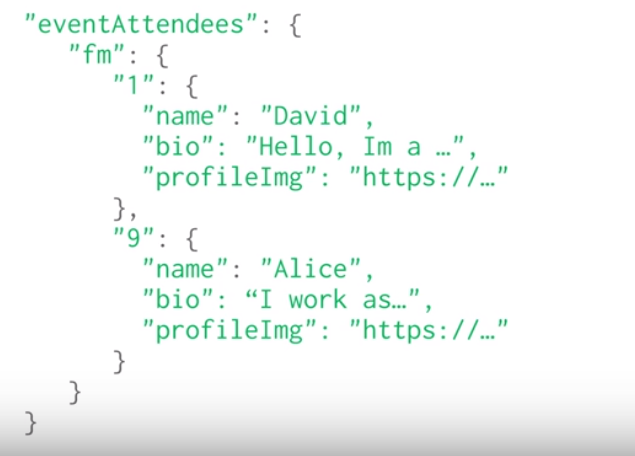 "eventAttendees": {
"fm": {
"1": {
"name": "David",
"bio": "Hello, Im a …",
"profileImg": "https://…"
},
"9": {
"name": "Alice",
"bio": “I work as…",
"profileImg": "https://…"
}
}
}